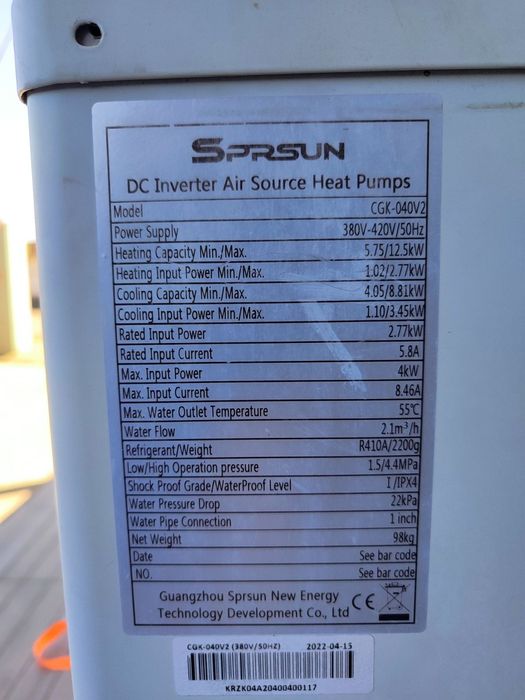 SPRSUN
DC Inverter Air Source Heat Pumps
Model CGK-040V2
Power Supply 380V-420V/50Hz
Heating Capacity Min./Max. 5.75/12.5kW
Heating Input Power Min./Max. 1.02/2.77kW
Cooling Capacity Min./Max. 4.05/8.81kW
Cooling Input Power Min./Max. 1.10/3.45kW
Rated Input Power 2.77kW
Rated Input Current 5.8A
Max. Input Power 4kW
Max. Input Current 8.46A
Max. Water Outlet Temperature 55℃
Water Flow 2.1m³/h
Refrigerant/Weight R410A/2200g
Low/High Operation pressure 1.5/4.4MPa
Shock Proof Grade/WaterProof Level I/IPX4
Water Pressure Drop 22kPa
Water Pipe Connection 1 inch
Net Weight 98kg
Date See bar code
NO. See bar code
Guangzhou Sprsun New Energy
Technology Development Co., Ltd CE
CGK-040V2 (380V/50HZ) 2022-04-15
KRZK04A20400400117